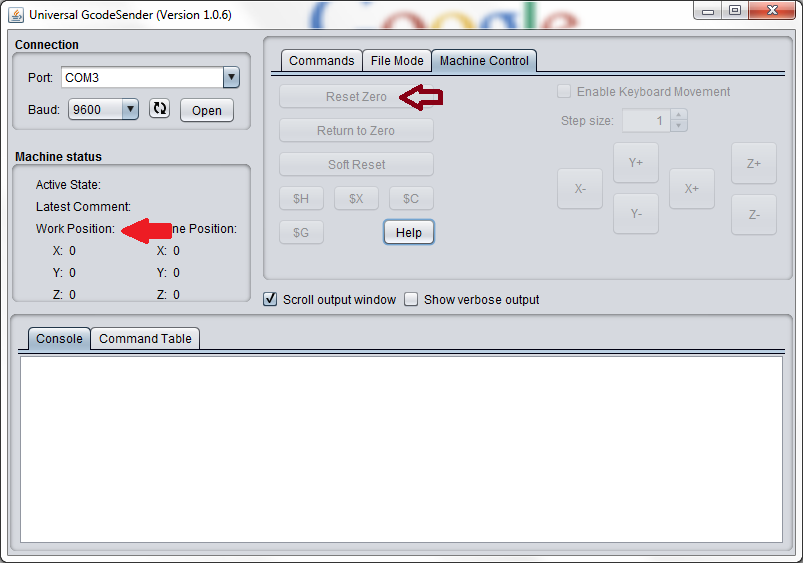 Universal GcodeSender (Version 1.0.6)
Google
Connection
Port: COM3
Baud: 9600 Open
Machine status
Active State:
Latest Comment:
Work Position: ne Position:
X: 0 X: 0
Y: 0 Y: 0
Z: 0 Z: 0
Commands File Mode Machine Control
Reset Zero
Return to Zero
Soft Reset
$H $X $C
$G Help
Enable Keyboard Movement
Step size: 1
Y+ Z+
X- X+
Y- Z-
Scroll output window Show verbose output
Console Command Table